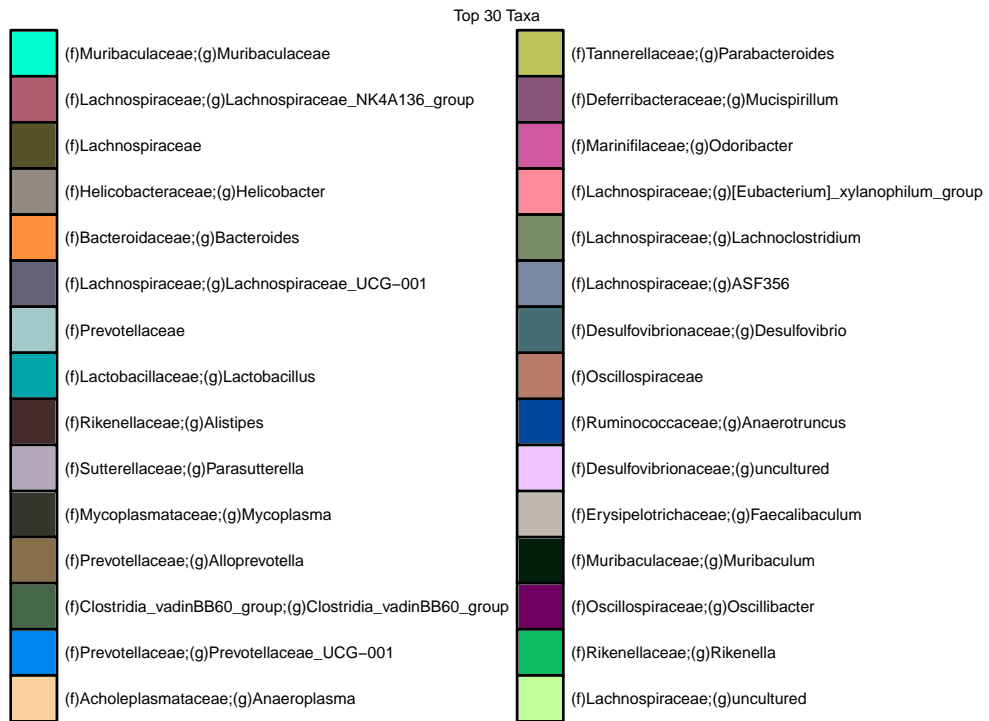 Top 30 Taxa
(f)Muribaculaceae;(g)Muribaculaceae
(f)Lachnospiraceae;(g)Lachnospiraceae_NK4A136_group
(f)Lachnospiraceae
(f)Helicobacteraceae;(g)Helicobacter
(f)Bacteroidaceae;(g)Bacteroides
(f)Lachnospiraceae;(g)Lachnospiraceae_UCG−001
(f)Prevotellaceae
(f)Lactobacillaceae;(g)Lactobacillus
(f)Rikenellaceae;(g)Alistipes
(f)Sutterellaceae;(g)Parasutterella
(f)Mycoplasmataceae;(g)Mycoplasma
(f)Prevotellaceae;(g)Alloprevotella
(f)Clostridia_vadinBB60_group;(g)Clostridia_vadinBB60_group
(f)Prevotellaceae;(g)Prevotellaceae_UCG−001
(f)Acholeplasmataceae;(g)Anaeroplasma
(f)Tannerellaceae;(g)Parabacteroides
(f)Deferribacteraceae;(g)Mucispirillum
(f)Marinifilaceae;(g)Odoribacter
(f)Lachnospiraceae;(g)[Eubacterium]_xylanophilum_group
(f)Lachnospiraceae;(g)Lachnoclostridium
(f)Lachnospiraceae;(g)ASF356
(f)Desulfovibrionaceae;(g)Desulfovibrio
(f)Oscillospiraceae
(f)Ruminococcaceae;(g)Anaerotruncus
(f)Desulfovibrionaceae;(g)uncultured
(f)Erysipelotrichaceae;(g)Faecalibaculum
(f)Muribaculaceae;(g)Muribaculum
(f)Oscillospiraceae;(g)Oscillibacter
(f)Rikenellaceae;(g)Rikenella
(f)Lachnospiraceae;(g)uncultured